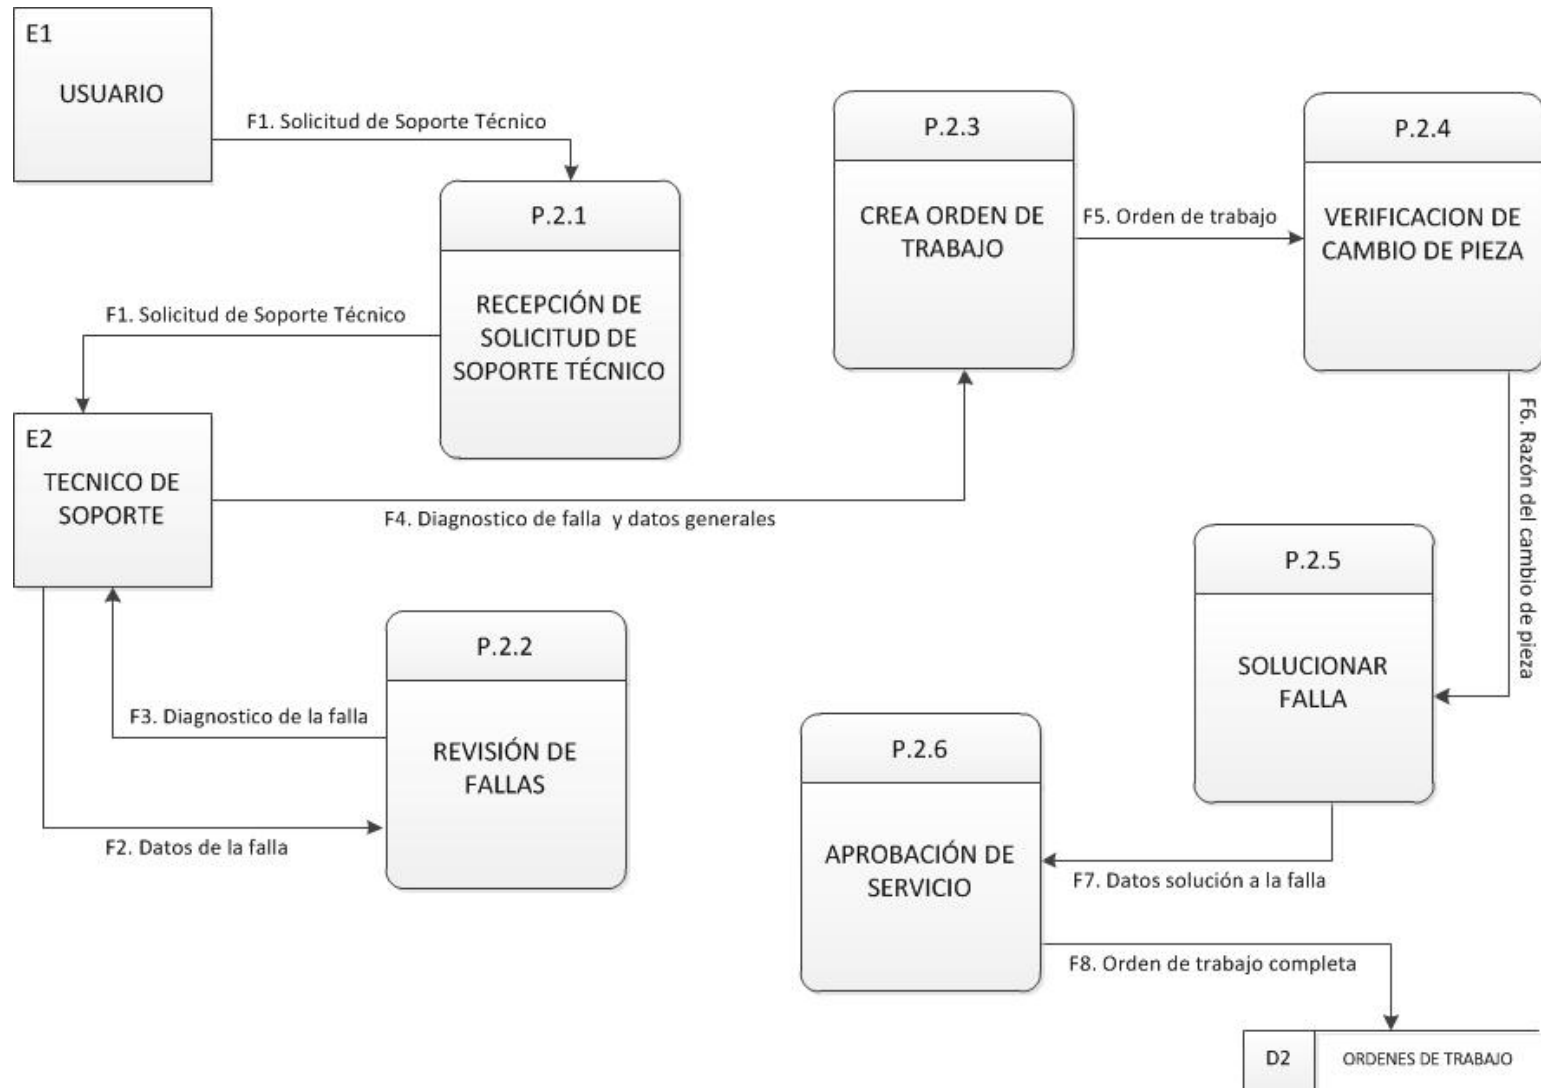 E1
USUARIO
F1. Solicitud de Soporte Técnico
P.2.1
RECEPCIÓN DE
SOLICITUD DE
SOPORTE TÉCNICO
F1. Solicitud de Soporte Técnico
E2
TECNICO DE
SOPORTE
F4. Diagnostico de falla y datos generales
P.2.2
REVISIÓN DE
FALLAS
F3. Diagnostico de la falla
F2. Datos de la falla
P.2.3
CREA ORDEN DE
TRABAJO
F5. Orden de trabajo
P.2.4
VERIFICACION DE
CAMBIO DE PIEZA
F6. Razón del cambio de pieza
P.2.5
SOLUCIONAR
FALLA
F7. Datos solución a la falla
P.2.6
APROBACIÓN DE
SERVICIO
F8. Orden de trabajo completa
D2
ORDENES DE TRABAJO